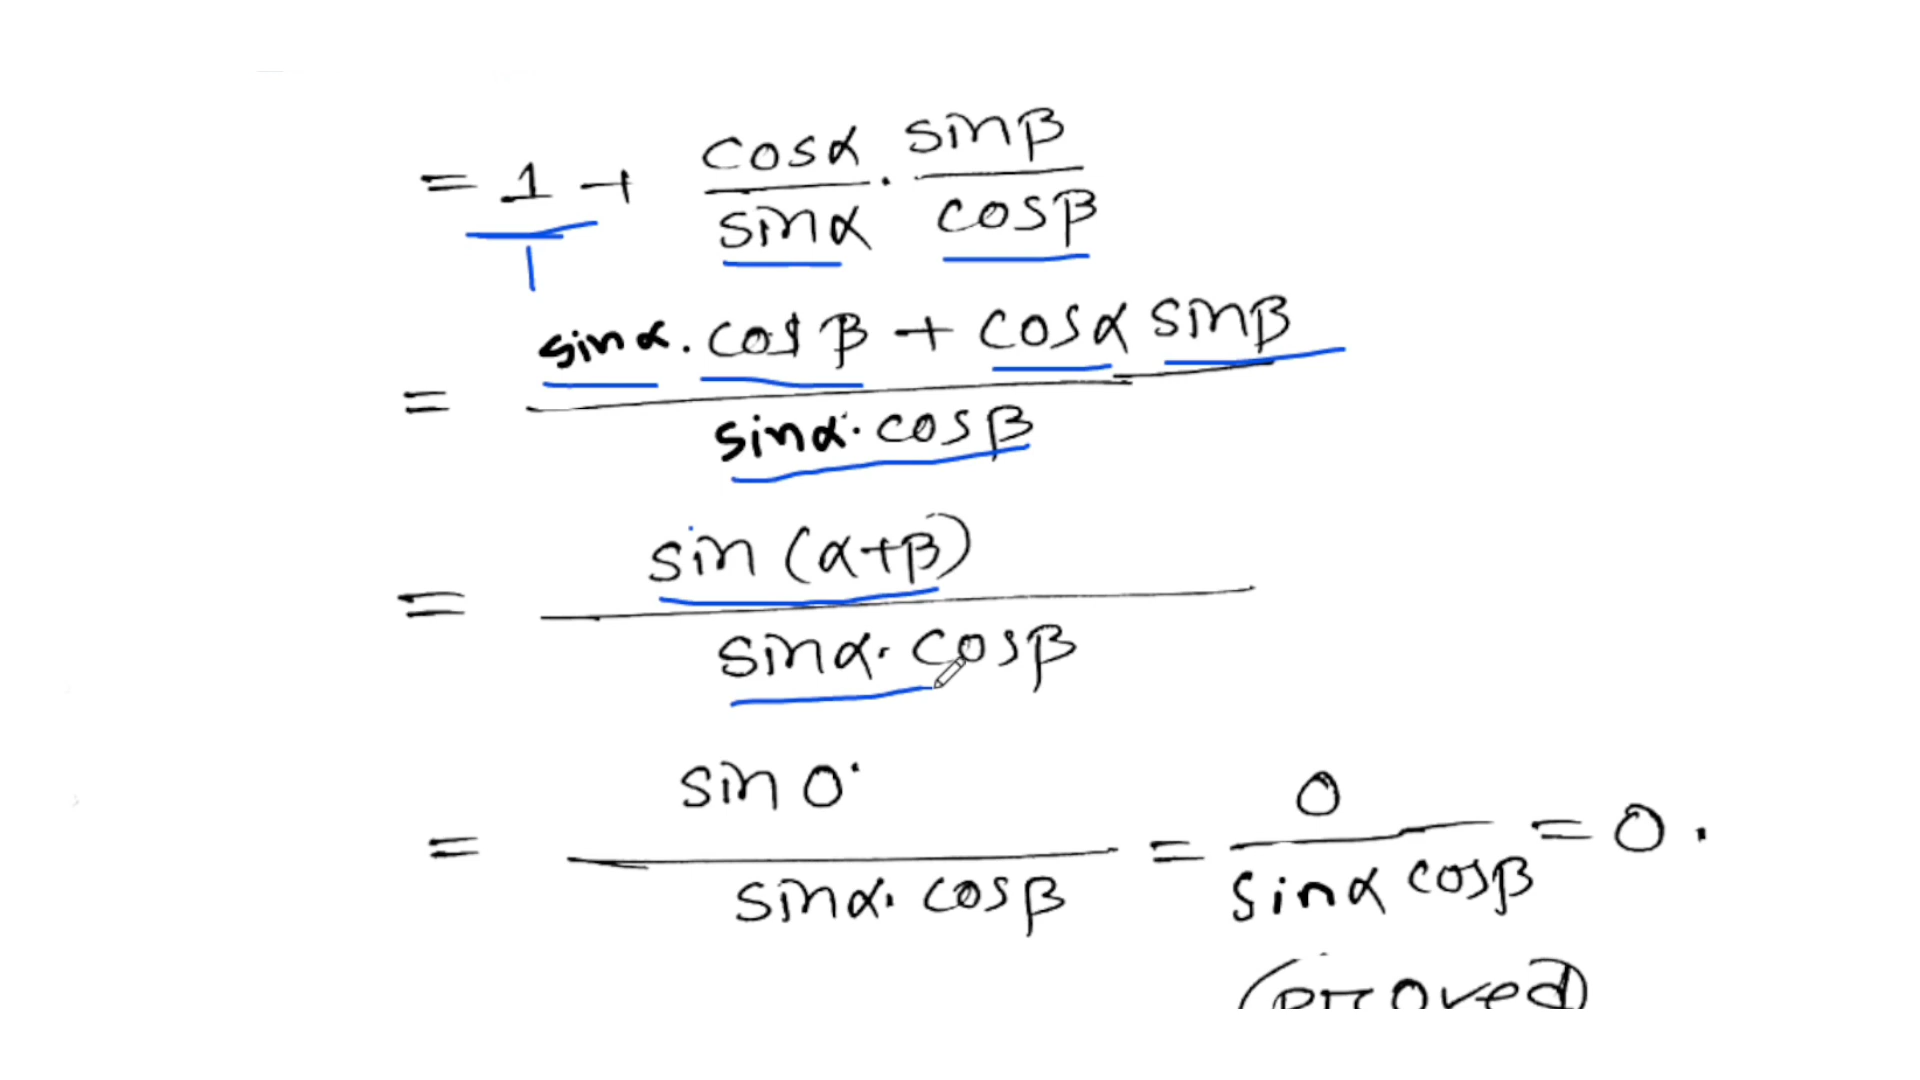 = 1 + cosα/sinα · sinβ/cosβ
1
= (sinα · cosβ + cosα sinβ)/(sinα · cosβ)
= sin(α+β)/(sinα · cosβ)
= sin 0°/(sinα · cosβ) = 0/(sinα cosβ) = 0.
(proved)